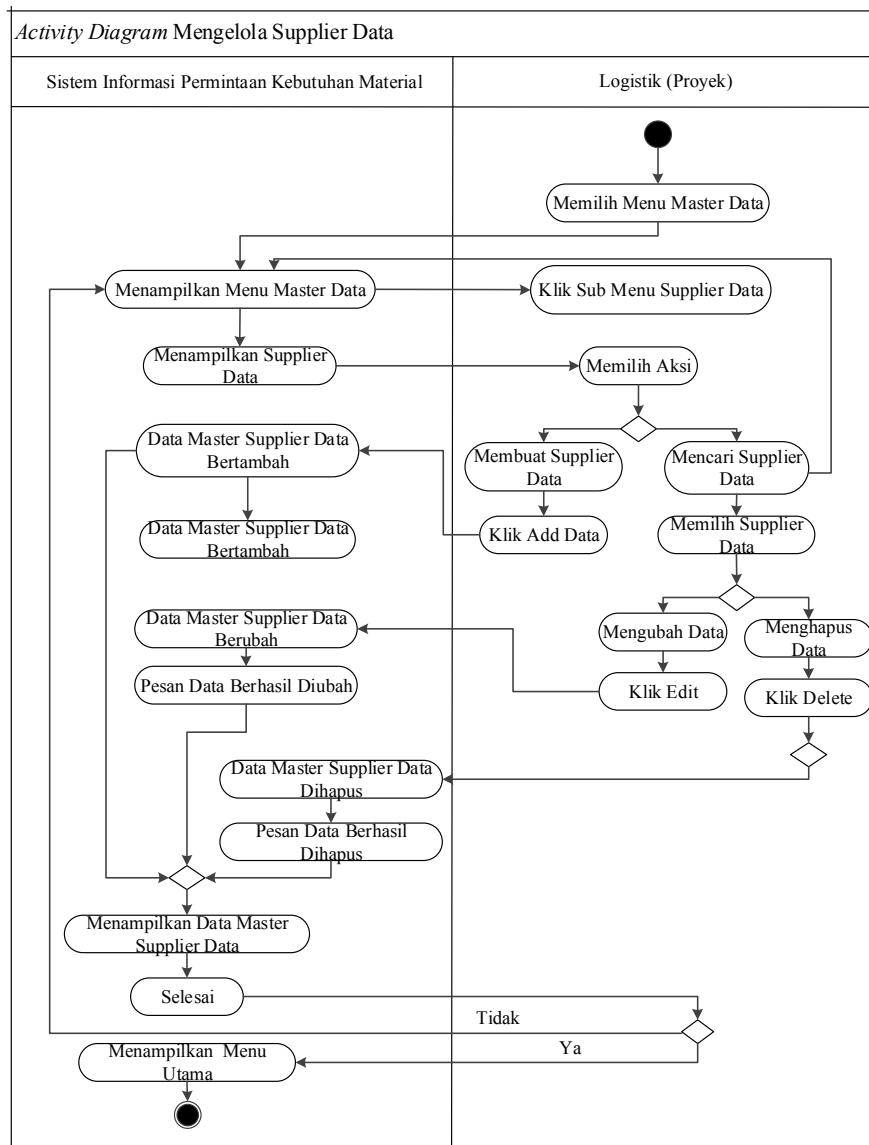 Activity Diagram Mengelola Supplier Data
Sistem Informasi Permintaan Kebutuhan Material
Logistik (Proyek)
Memilih Menu Master Data
Menampilkan Menu Master Data
Klik Sub Menu Supplier Data
Menampilkan Supplier
Data
Memilih Aksi
Data Master Supplier Data
Bertambah
Membuat Supplier
Data
Mencari Supplier
Data
Data Master Supplier Data
Bertambah
Klik Add Data
Memilih Supplier
Data
Data Master Supplier Data
Berubah
Mengubah Data
Menghapus
Data
Pesan Data Berhasil Diubah
Klik Edit
Klik Delete
Data Master Supplier Data
Dihapus
Pesan Data Berhasil
Dihapus
Menampilkan Data Master
Supplier Data
Selesai
Tidak
Ya
Menampilkan Menu
Utama